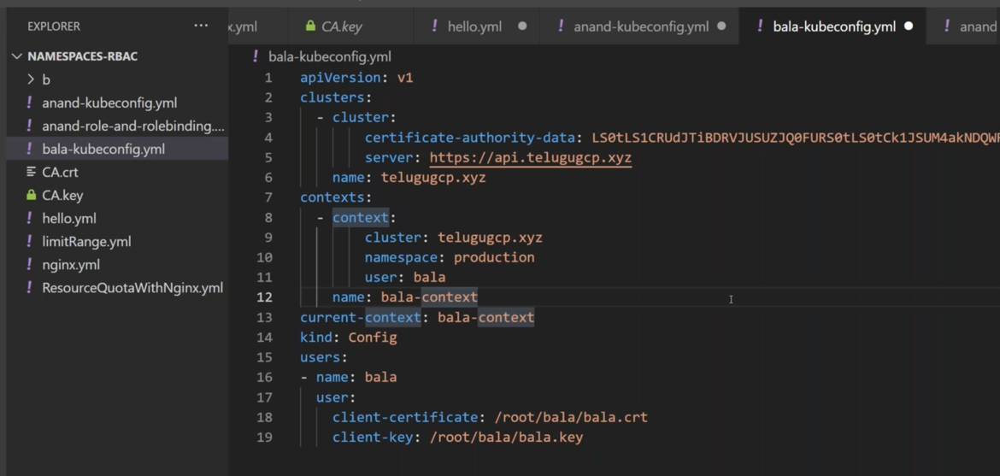 EXPLORER
...
x.yml
CA.key
hello.yml
anand-kubeconfig.yml
bala-kubeconfig.yml
anand
NAMESPACES-RBAC
b
anand-kubeconfig.yml
anand-role-and-rolebinding....
bala-kubeconfig.yml
CA.crt
CA.key
hello.yml
limitRange.yml
nginx.yml
ResourceQuotaWithNginx.yml
bala-kubeconfig.yml
1 apiVersion: v1
2 clusters:
3 - cluster:
4 certificate-authority-data: LS0tLS1CRUdJTiBDRVJUSUZJQ0FURS0tLS0tCk1JSUM4akNDQWR
5 server: https://api.telugugcp.xyz
6 name: telugugcp.xyz
7 contexts:
8 - context:
9 cluster: telugugcp.xyz
10 namespace: production
11 user: bala
12 name: bala-context
13 current-context: bala-context
14 kind: Config
15 users:
16 - name: bala
17 user:
18 client-certificate: /root/bala/bala.crt
19 client-key: /root/bala/bala.key